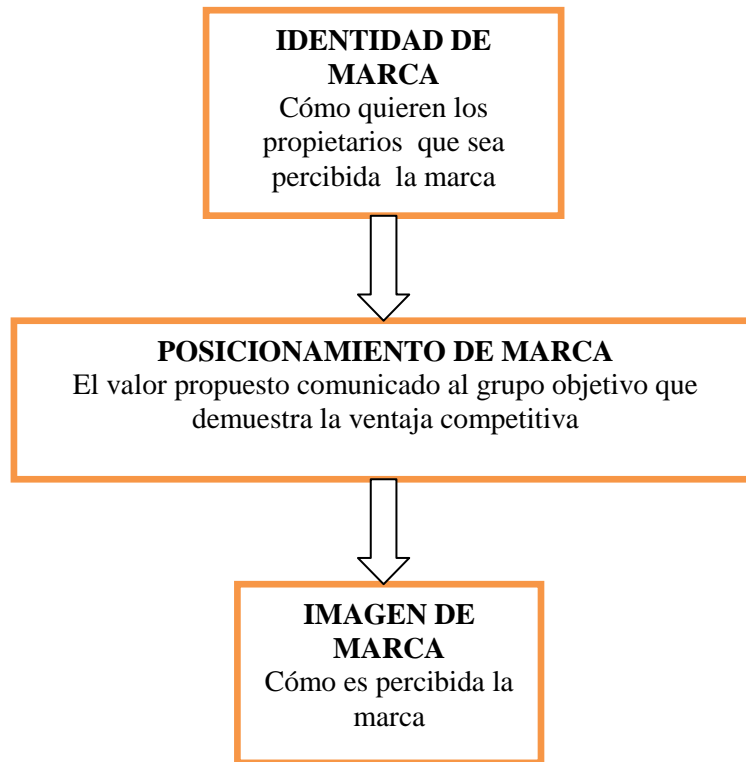 IDENTIDAD DE
MARCA
Cómo quieren los
propietarios que sea
percibida la marca
POSICIONAMIENTO DE MARCA
El valor propuesto comunicado al grupo objetivo que
demuestra la ventaja competitiva
IMAGEN DE
MARCA
Cómo es percibida la
marca